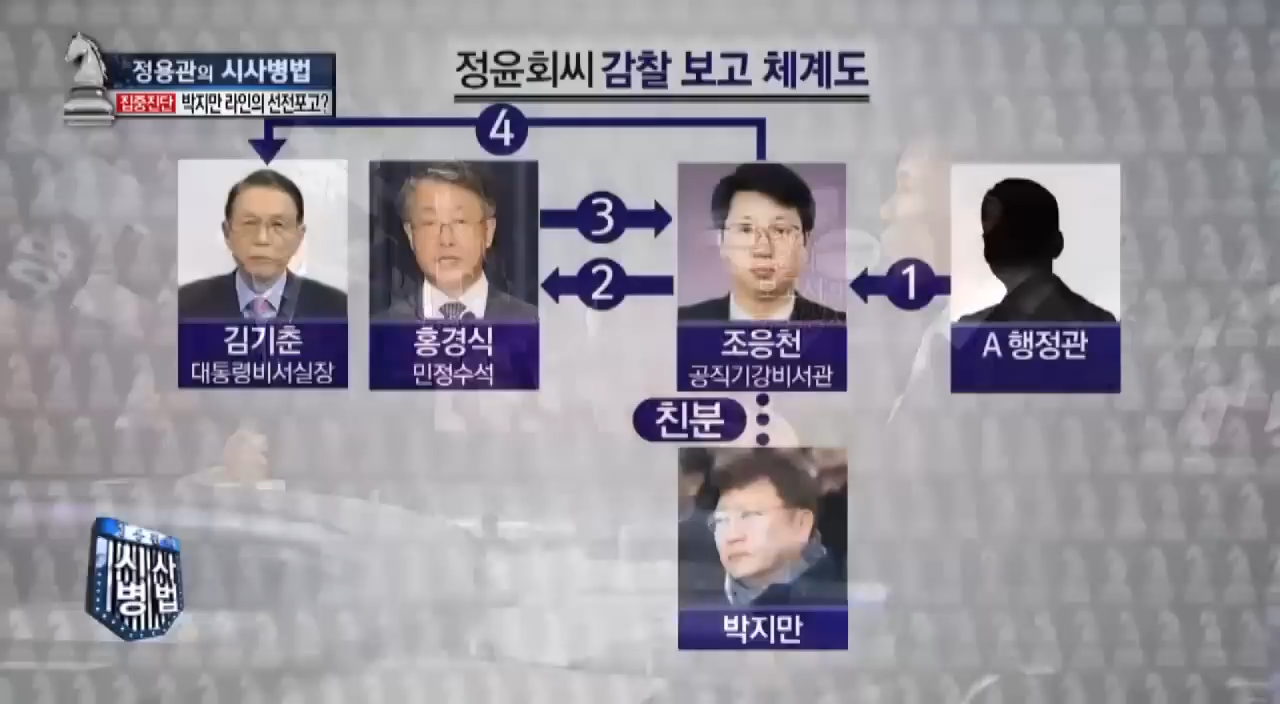 정용관의 시사병법
집중진단 박지만 라인의 선전포고?
정윤회씨 감찰 보고 체계도
4
3
2
1
김기춘
대통령비서실장
홍경식
민정수석
조응천
공직기강비서관
A 행정관
친분
박지만
시사
병법